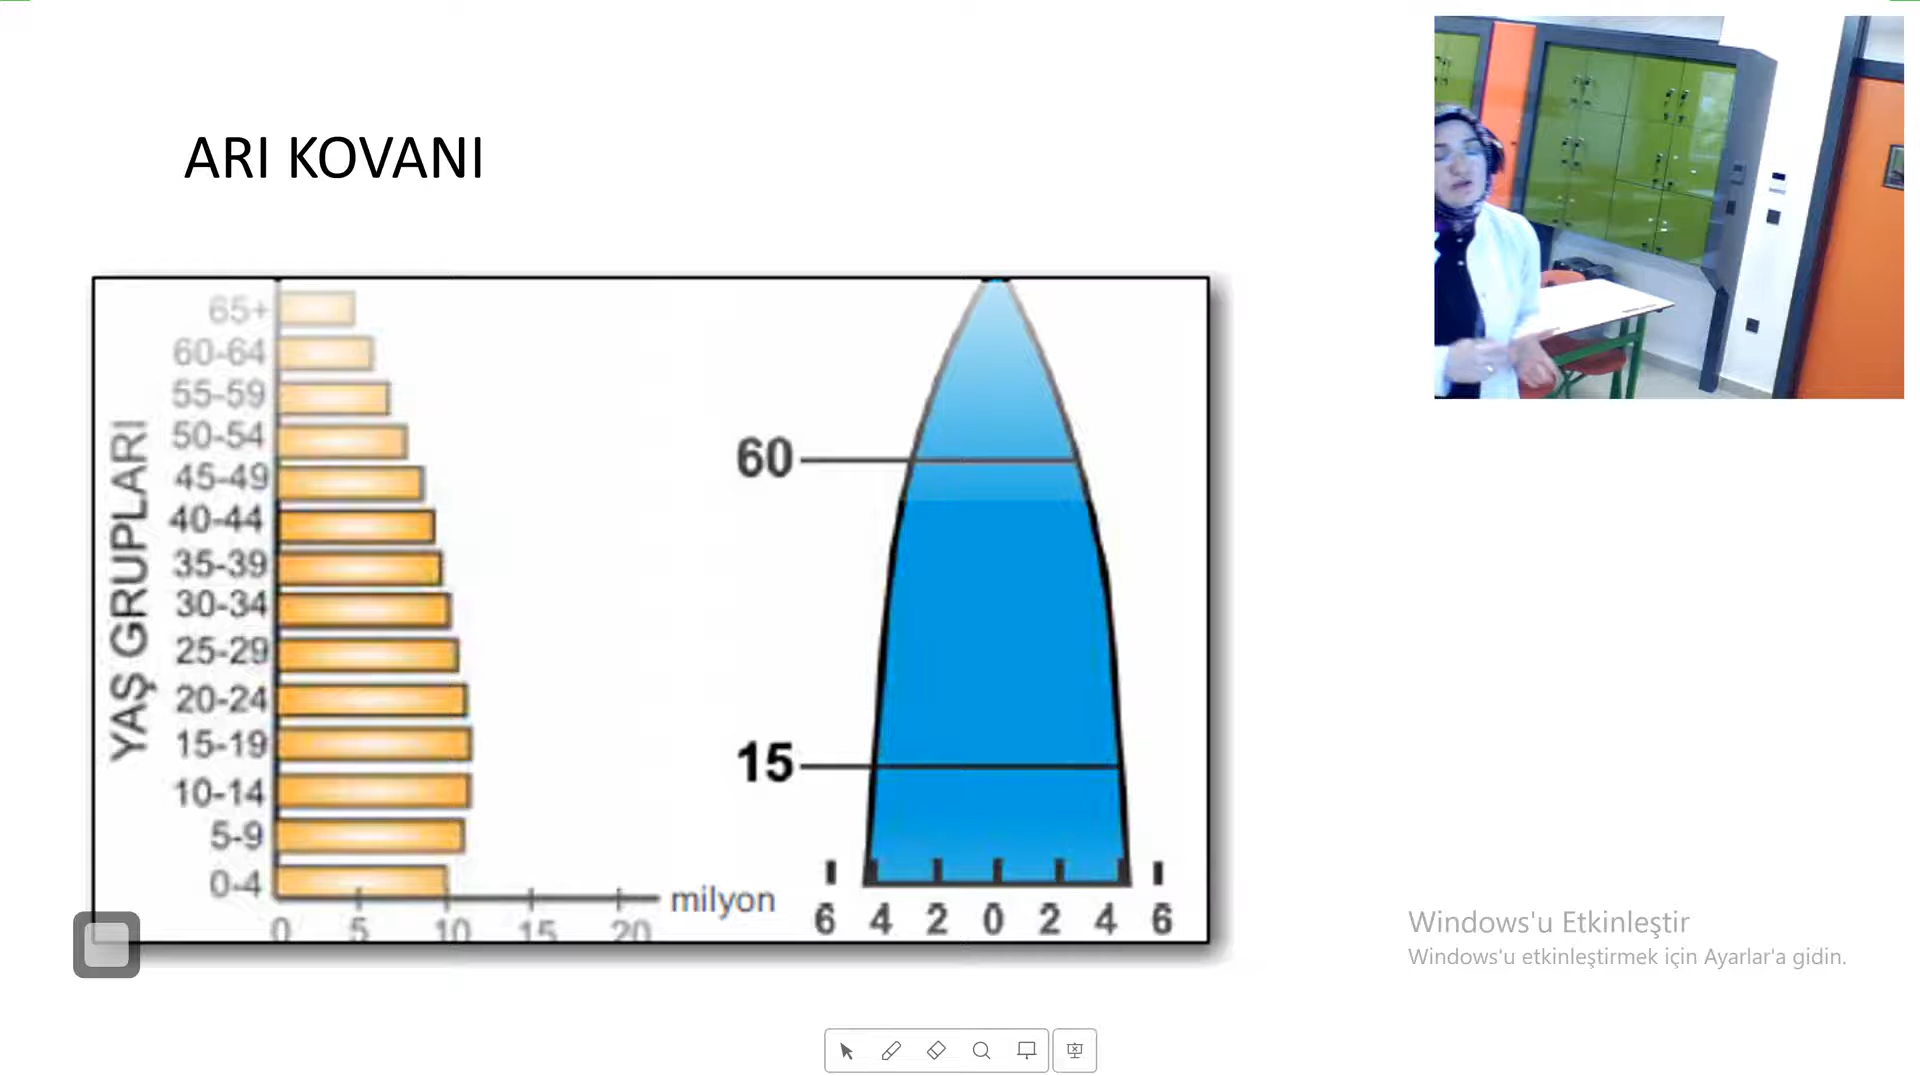 ARI KOVANI
YAŞ GRUPLARI
65+
60-64
55-59
50-54
45-49
40-44
35-39
30-34
25-29
20-24
15-19
10-14
5-9
0-4
0 5 10 15 20
milyon
60
15
6 4 2 0 2 4 6
Windows'u Etkinleştir
Windows'u etkinleştirmek için Ayarlar'a gidin.